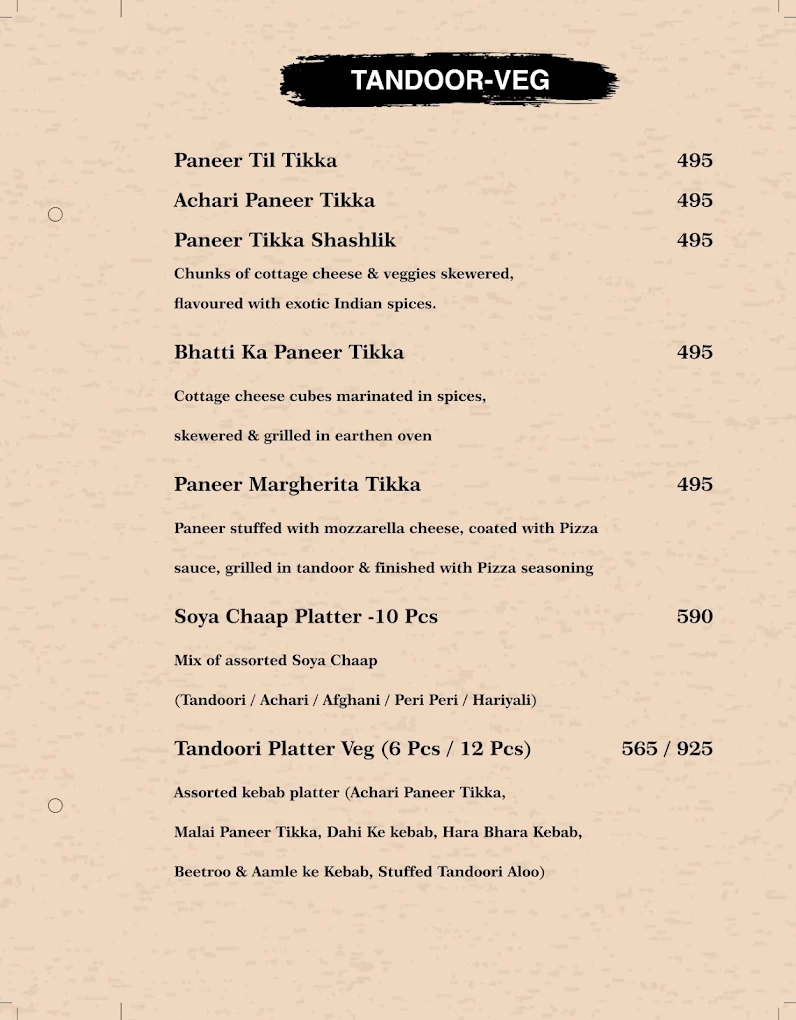 TANDOOR-VEG
Paneer Til Tikka 495
Achari Paneer Tikka 495
Paneer Tikka Shashlik 495
Chunks of cottage cheese & veggies skewered,
flavoured with exotic Indian spices.
Bhatti Ka Paneer Tikka 495
Cottage cheese cubes marinated in spices,
skewered & grilled in earthen oven
Paneer Margherita Tikka 495
Paneer stuffed with mozzarella cheese, coated with Pizza
sauce, grilled in tandoor & finished with Pizza seasoning
Soya Chaap Platter -10 Pcs 590
Mix of assorted Soya Chaap
(Tandoori / Achari / Afghani / Peri Peri / Hariyali)
Tandoori Platter Veg (6 Pcs / 12 Pcs) 565 / 925
Assorted kebab platter (Achari Paneer Tikka,
Malai Paneer Tikka, Dahi Ke kebab, Hara Bhara Kebab,
Beetroo & Aamle ke Kebab, Stuffed Tandoori Aloo)